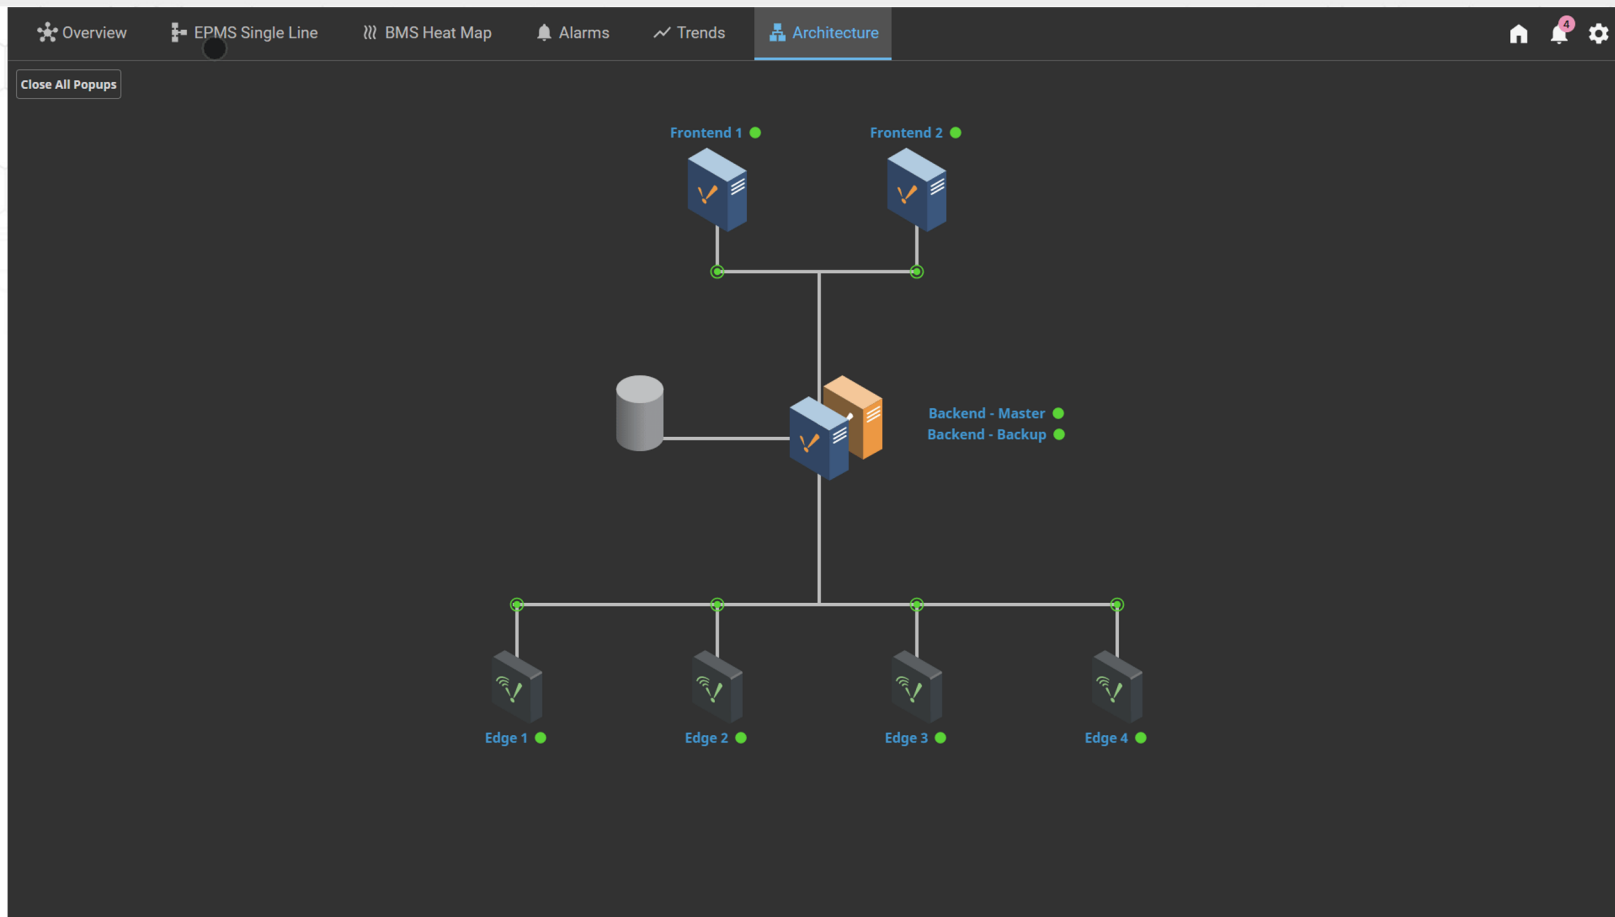 Overview EPMS Single Line BMS Heat Map Alarms Trends Architecture 4
Close All Popups
Frontend 1 Frontend 2
Backend - Master
Backend - Backup
Edge 1 Edge 2 Edge 3 Edge 4